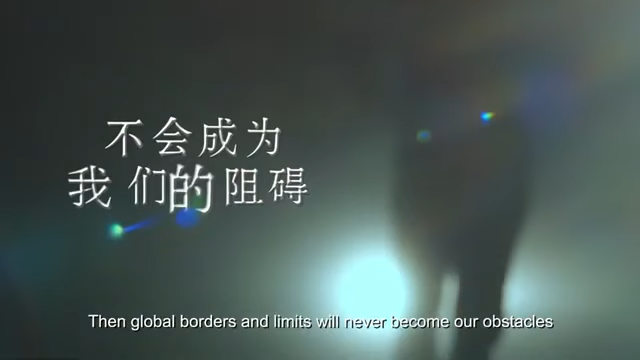 不会成为
我们的阻碍
Then global borders and limits will never become our obstacles